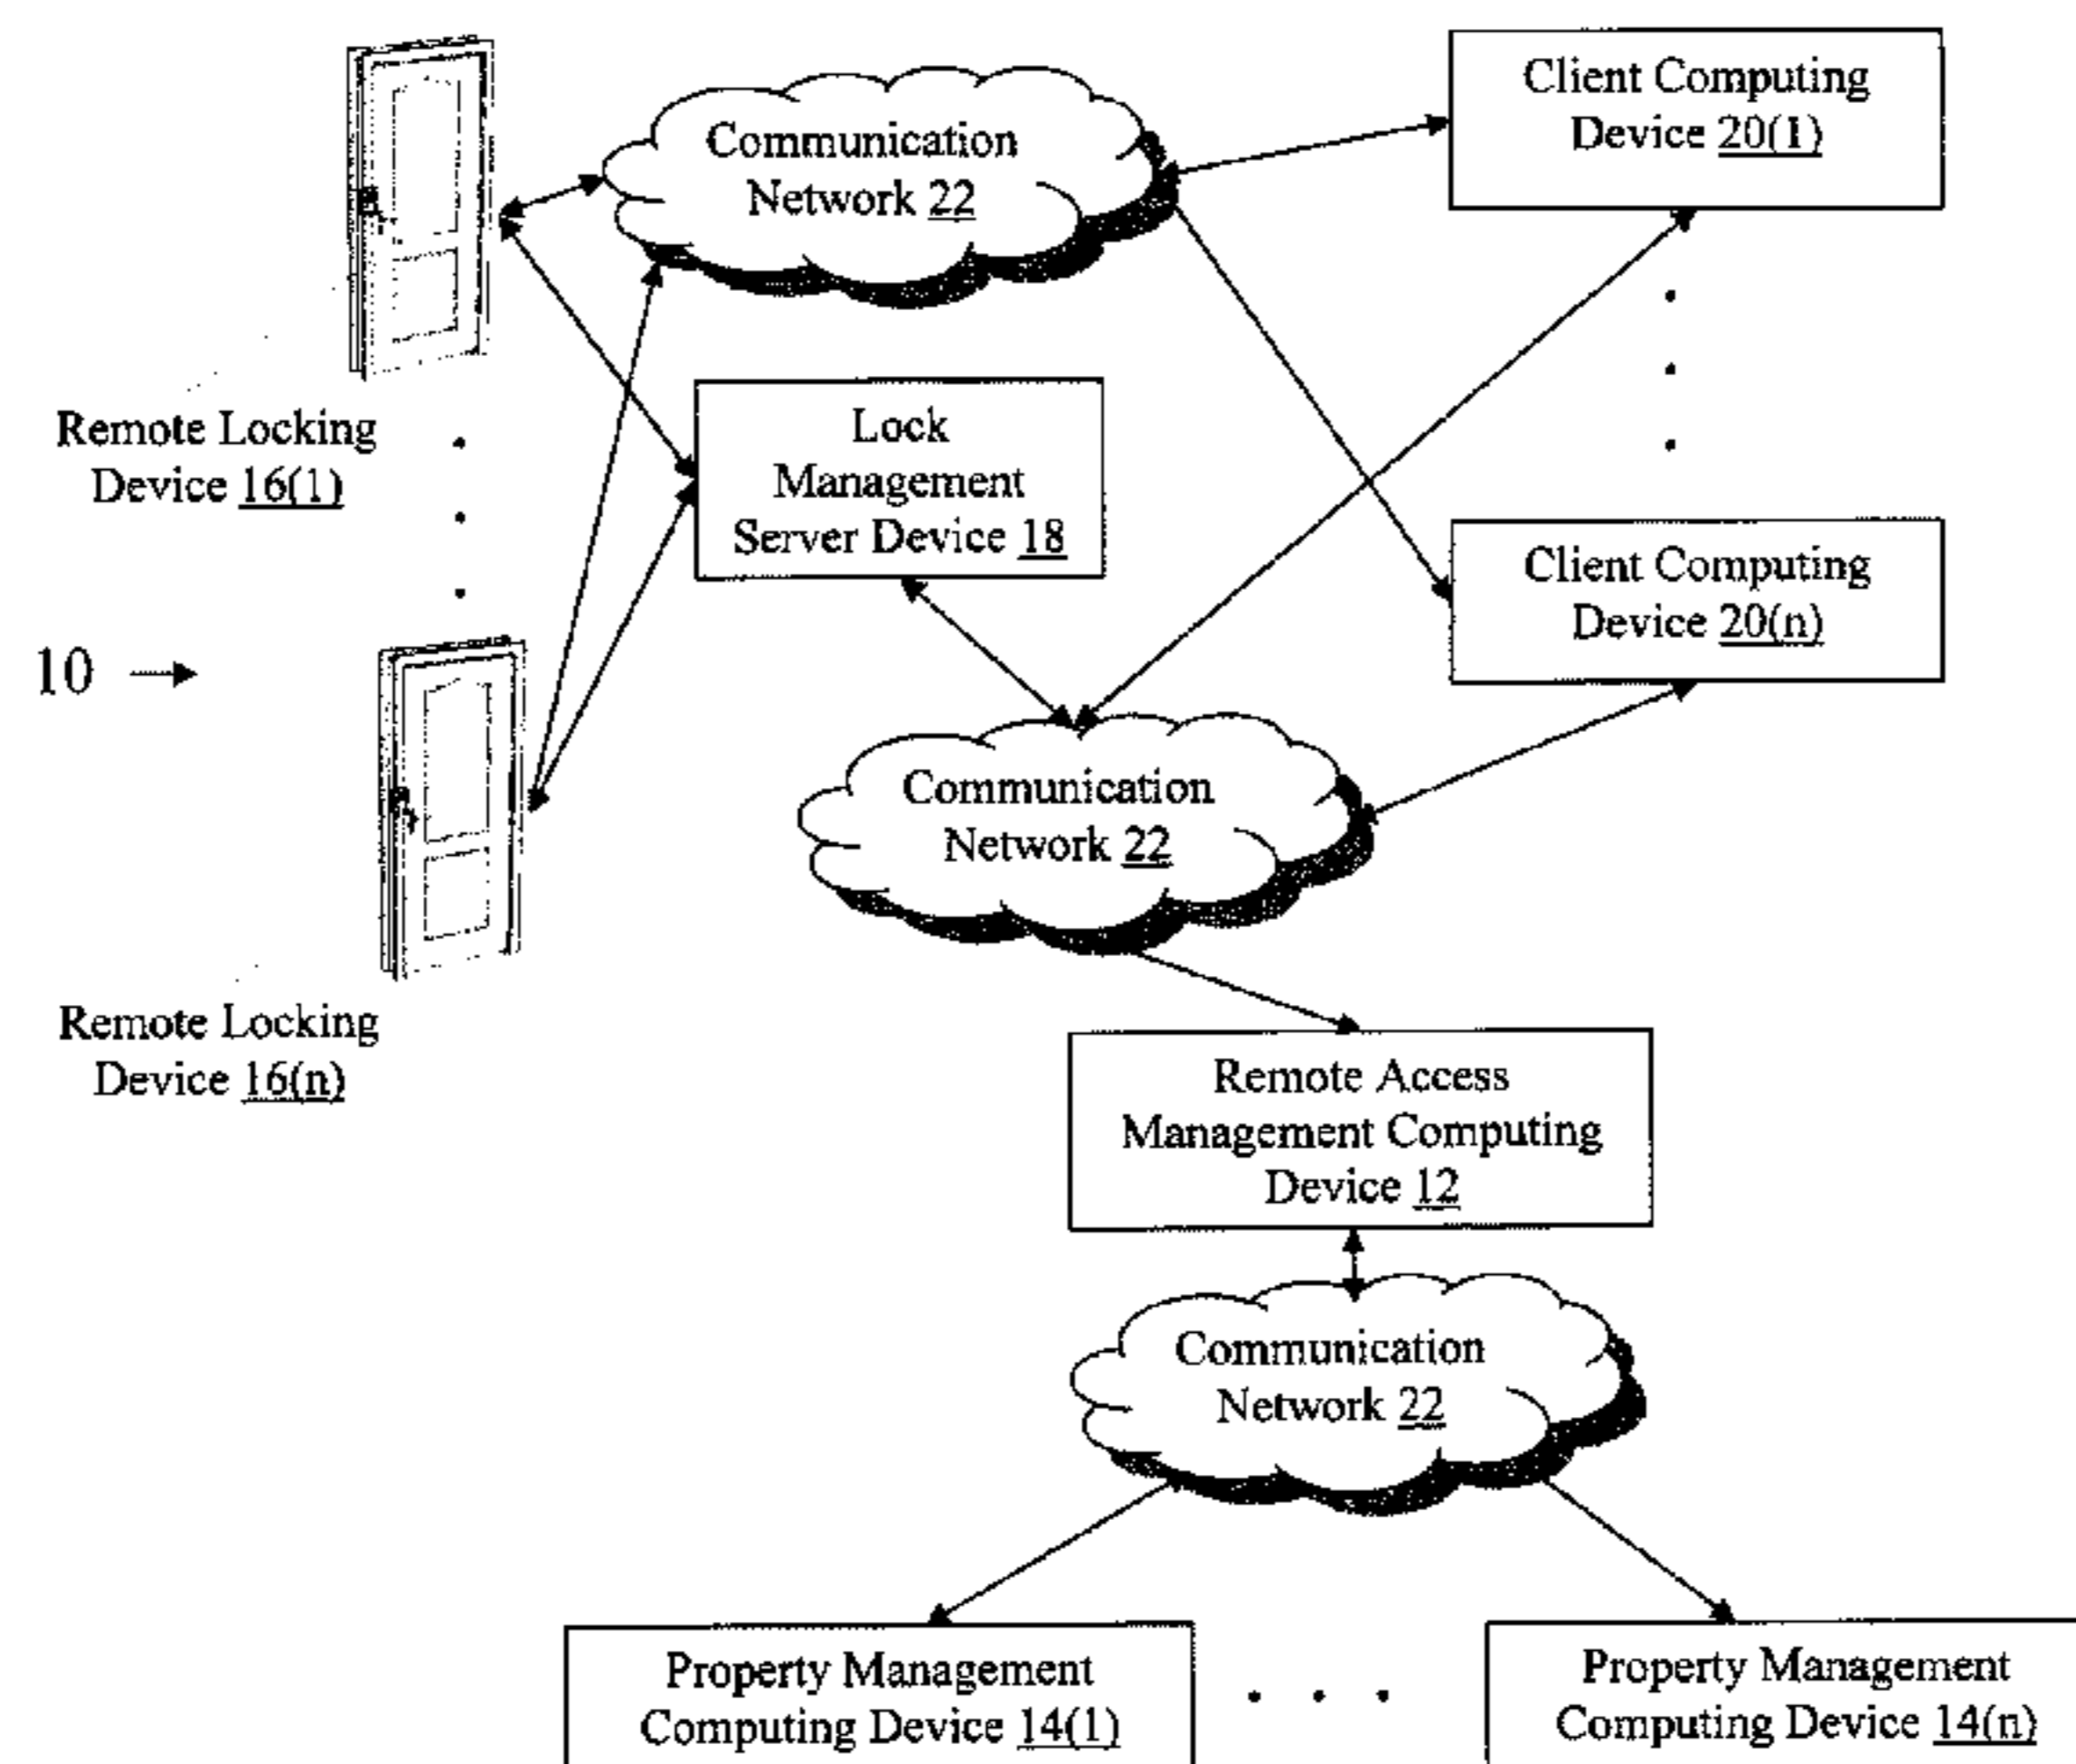 Client Computing
Device 20(1)
Communication
Network 22
Remote Locking
Device 16(1)
Lock
Management
Server Device 18
Client Computing
Device 20(n)
10
Communication
Network 22
Remote Locking
Device 16(n)
Remote Access
Management Computing
Device 12
Communication
Network 22
Property Management
Computing Device 14(1)
Property Management
Computing Device 14(n)